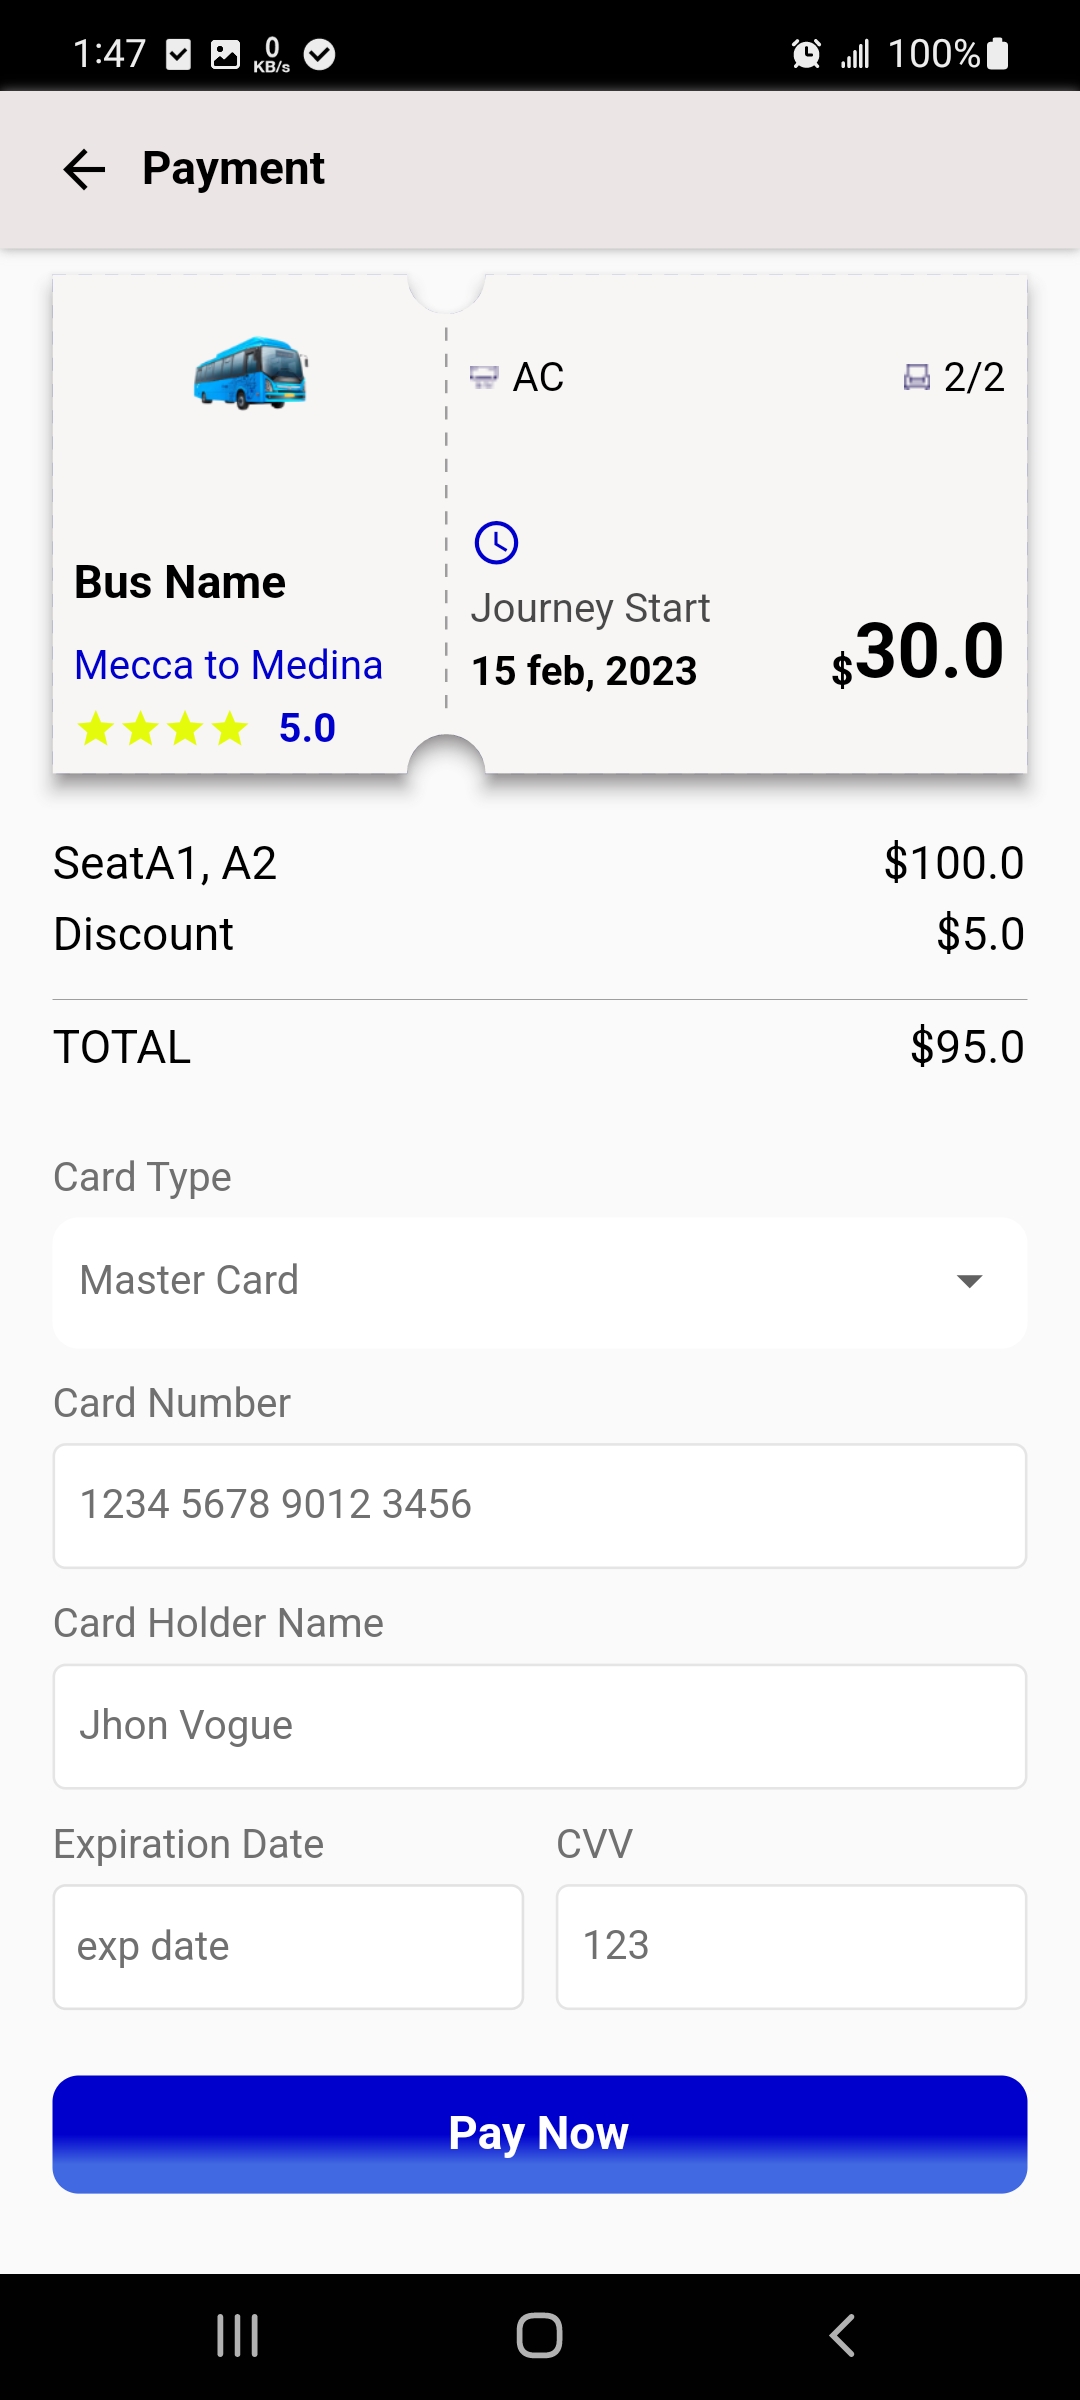 1:47 0 KB/s 100%
Payment
AC 2/2
Bus Name
Mecca to Medina
5.0
Journey Start
15 feb, 2023
$30.0
SeatA1, A2 $100.0
Discount $5.0
TOTAL $95.0
Card Type
Master Card
Card Number
1234 5678 9012 3456
Card Holder Name
Jhon Vogue
Expiration Date CVV
exp date 123
Pay Now